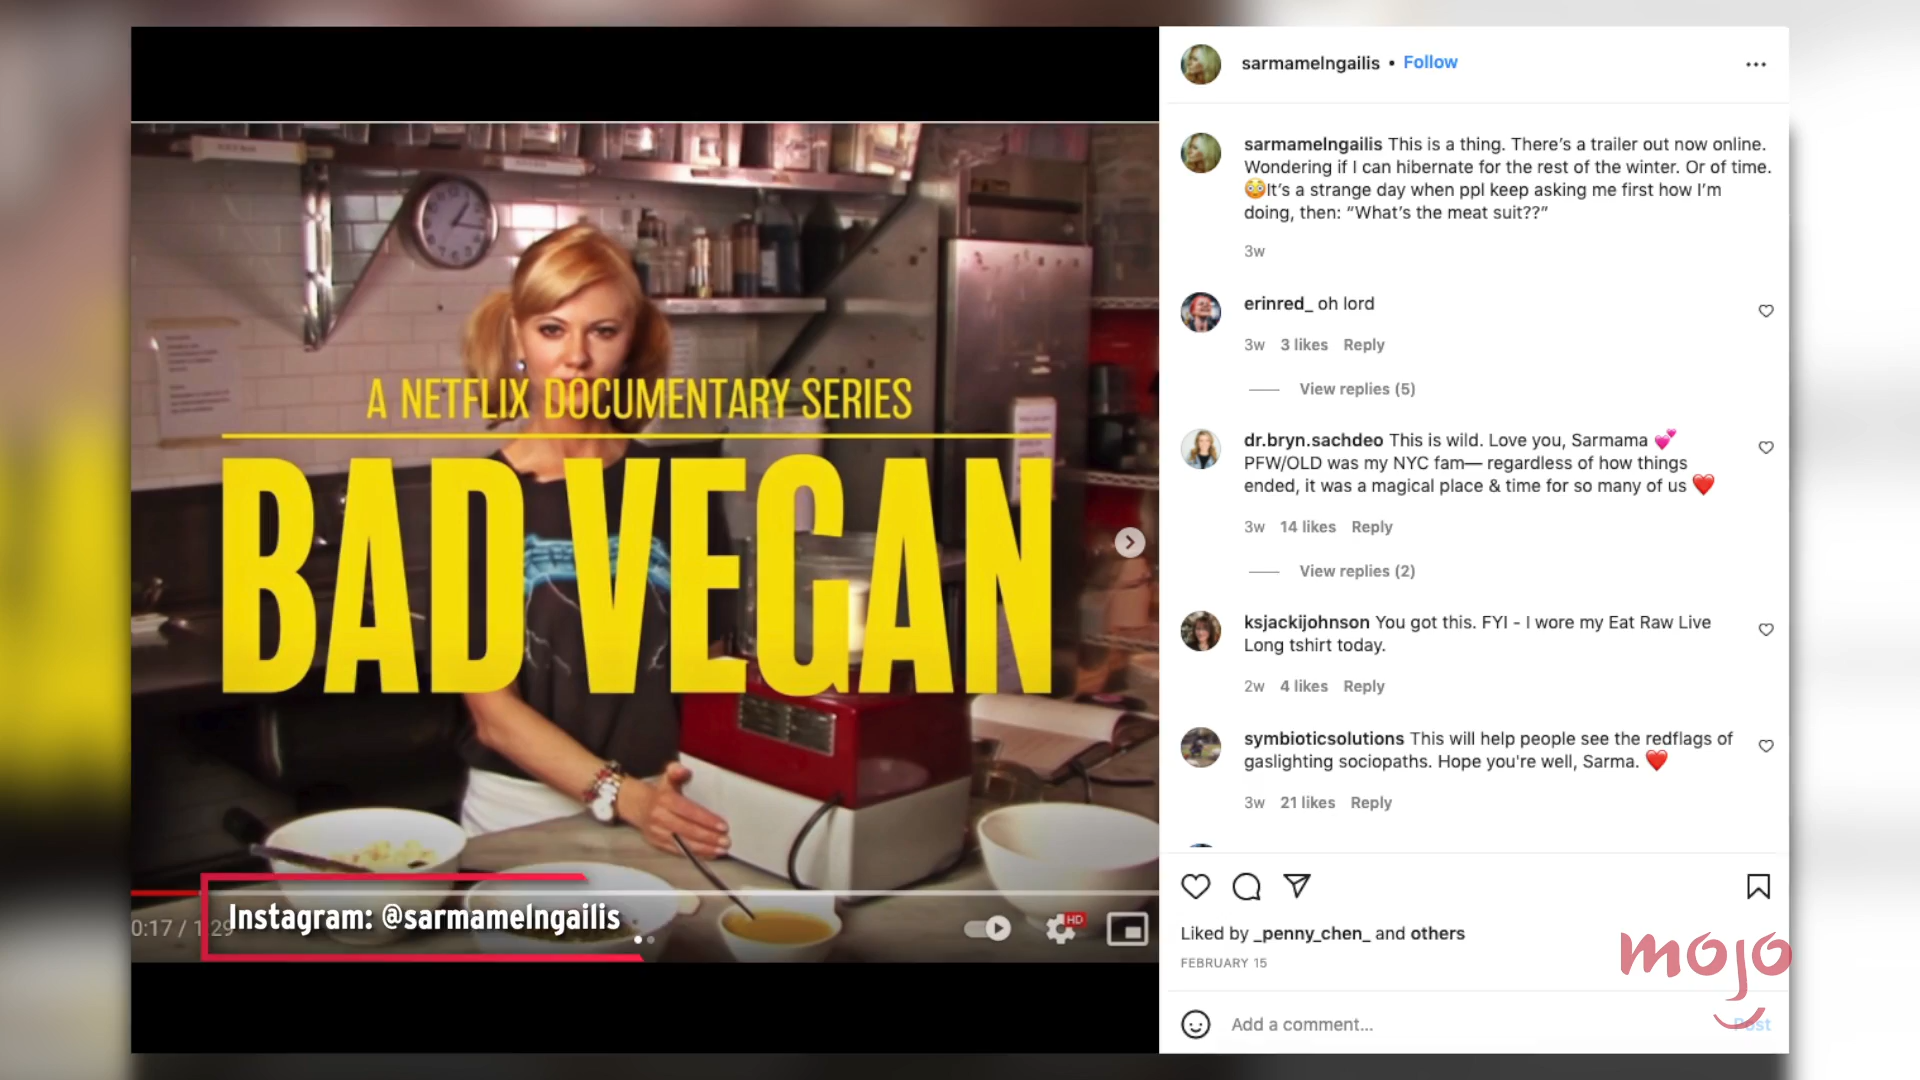 A NETFLIX DOCUMENTARY SERIES
BAD VEGAN
0:17 / 1:29
Instagram: @sarmamelngailis
HD
sarmamelngailis • Follow
sarmamelngailis This is a thing. There’s a trailer out now online.
Wondering if I can hibernate for the rest of the winter. Or of time.
😳It’s a strange day when ppl keep asking me first how I’m
doing, then: “What’s the meat suit??”
3w
erinred_ oh lord
3w 3 likes Reply
View replies (5)
dr.bryn.sachdeo This is wild. Love you, Sarmama 💕
PFW/OLD was my NYC fam— regardless of how things
ended, it was a magical place & time for so many of us ❤️
3w 14 likes Reply
View replies (2)
ksjackijohnson You got this. FYI - I wore my Eat Raw Live
Long tshirt today.
2w 4 likes Reply
symbioticsolutions This will help people see the redflags of
gaslighting sociopaths. Hope you're well, Sarma. ❤️
3w 21 likes Reply
Liked by _penny_chen_ and others
FEBRUARY 15
mojo
Add a comment...
Post